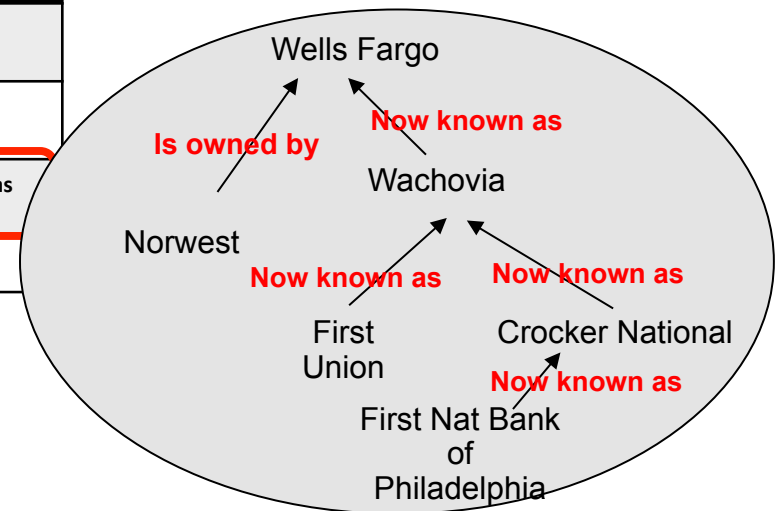 Wells Fargo
Now known as
Is owned by
Wachovia
Norwest
Now known as
Now known as
First
Union
Crocker National
Now known as
First Nat Bank
of
Philadelphia